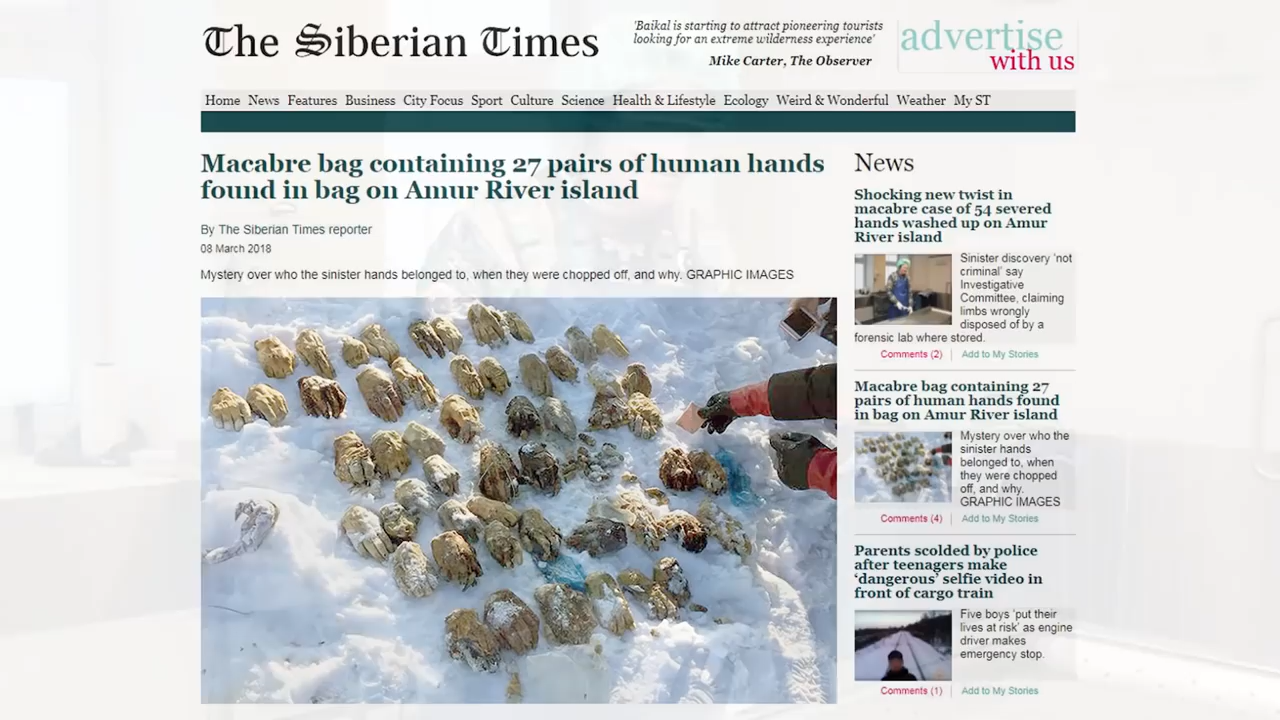 The Siberian Times
'Baikal is starting to attract pioneering tourists
looking for an extreme wilderness experience'
Mike Carter, The Observer
advertise
with us
Home News Features Business City Focus Sport Culture Science Health & Lifestyle Ecology Weird & Wonderful Weather My ST
Macabre bag containing 27 pairs of human hands
found in bag on Amur River island
By The Siberian Times reporter
08 March 2018
Mystery over who the sinister hands belonged to, when they were chopped off, and why. GRAPHIC IMAGES
News
Shocking new twist in
macabre case of 54 severed
hands washed up on Amur
River island
Sinister discovery 'not
criminal' say
Investigative
Committee, claiming
limbs wrongly
disposed of by a
forensic lab where stored.
Comments (2) | Add to My Stories
Macabre bag containing 27
pairs of human hands found
in bag on Amur River island
Mystery over who the
sinister hands
belonged to, when
they were chopped
off, and why.
GRAPHIC IMAGES
Comments (4) | Add to My Stories
Parents scolded by police
after teenagers make
'dangerous' selfie video in
front of cargo train
Five boys 'put their
lives at risk' as engine
driver makes
emergency stop.
Comments (1) | Add to My Stories